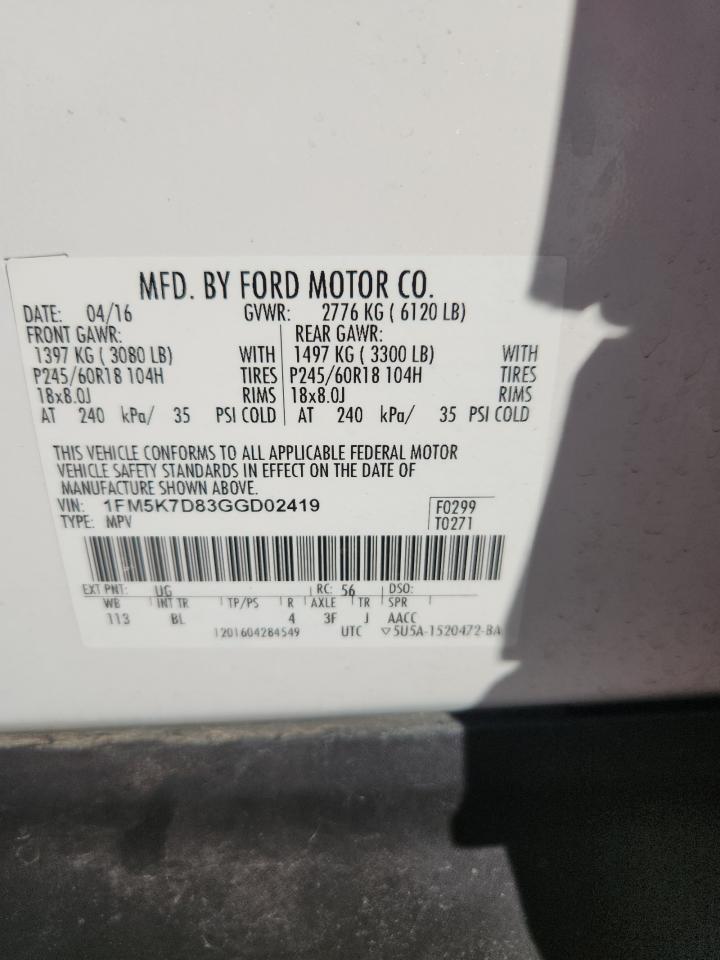 MFD. BY FORD MOTOR CO.
DATE: 04/16 GVWR: 2776 KG ( 6120 LB)
FRONT GAWR: REAR GAWR:
1397 KG ( 3080 LB) WITH 1497 KG ( 3300 LB) WITH
P245/60R18 104H TIRES P245/60R18 104H TIRES
18x8.0J RIMS 18x8.0J RIMS
AT 240 kPa/ 35 PSI COLD AT 240 kPa/ 35 PSI COLD
THIS VEHICLE CONFORMS TO ALL APPLICABLE FEDERAL MOTOR
VEHICLE SAFETY STANDARDS IN EFFECT ON THE DATE OF
MANUFACTURE SHOWN ABOVE.
VIN: 1FM5K7D83GGD02419 F0299
TYPE: MPV T0271
EXT PNT: UG RC: 56 DSO:
WB INT TR TP/PS R AXLE TR SPR
113 BL 4 3F J AACC
1201604284549 UTC ▽5U5A-1520472-BA